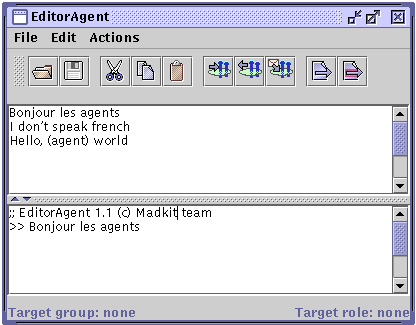 EditorAgent
File Edit Actions
Bonjour les agents
I don't speak french
Hello, (agent) world
;; EditorAgent 1.1 (c) Madkit team
>> Bonjour les agents
Target group: none Target role: none